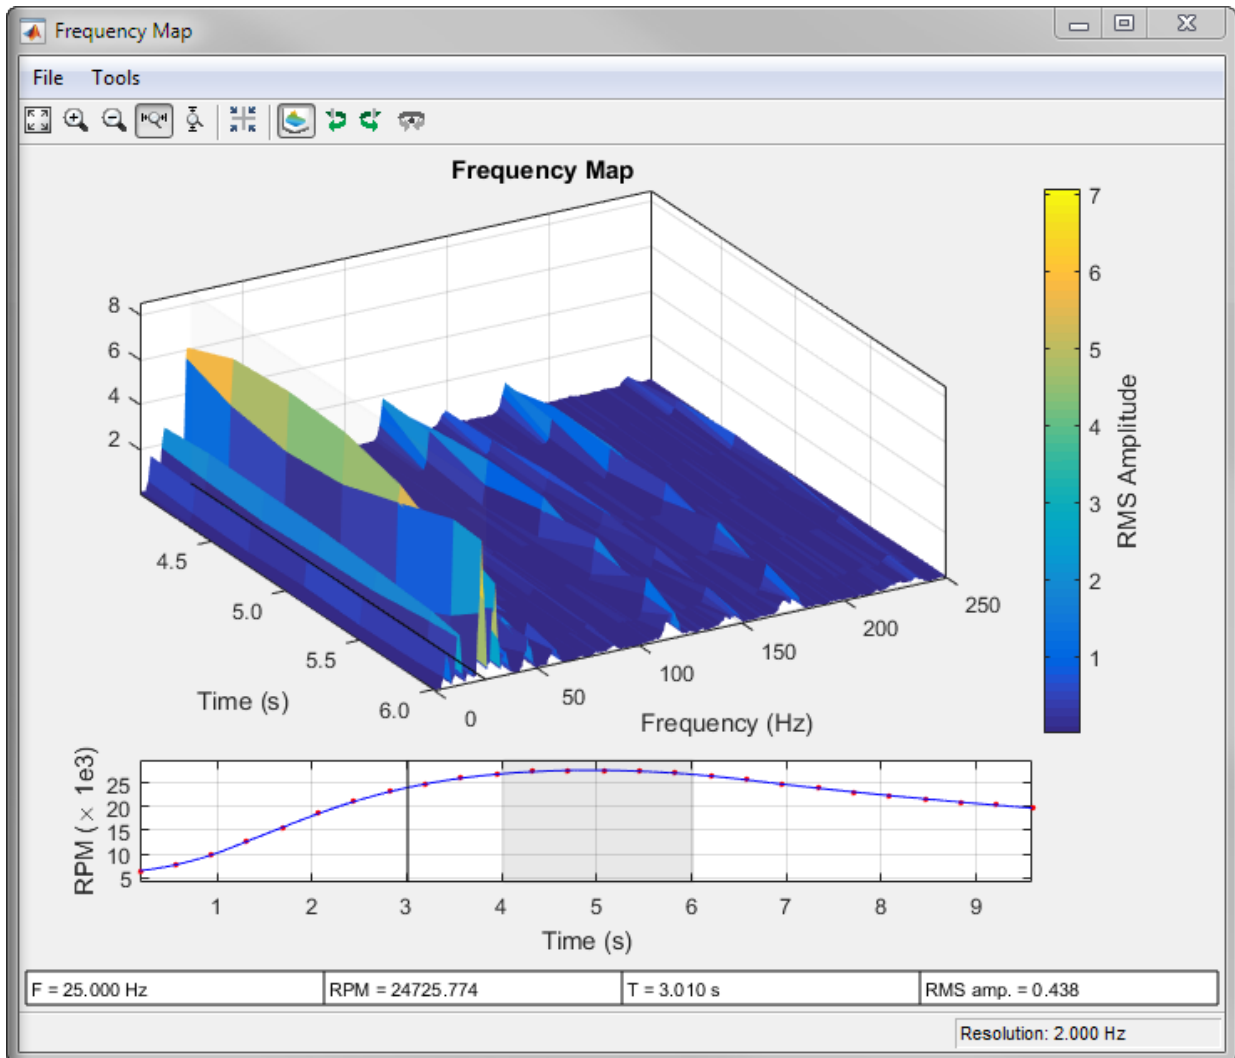 Frequency Map
File Tools
Frequency Map
8
6
4
2
4.5
5.0
5.5
6.0
Time (s)
0
50
100
150
200
250
Frequency (Hz)
7
6
5
4
3
2
1
RMS Amplitude
RPM ( × 1e3)
25
20
15
10
5
1 2 3 4 5 6 7 8 9
Time (s)
F = 25.000 Hz RPM = 24725.774 T = 3.010 s RMS amp. = 0.438
Resolution: 2.000 Hz